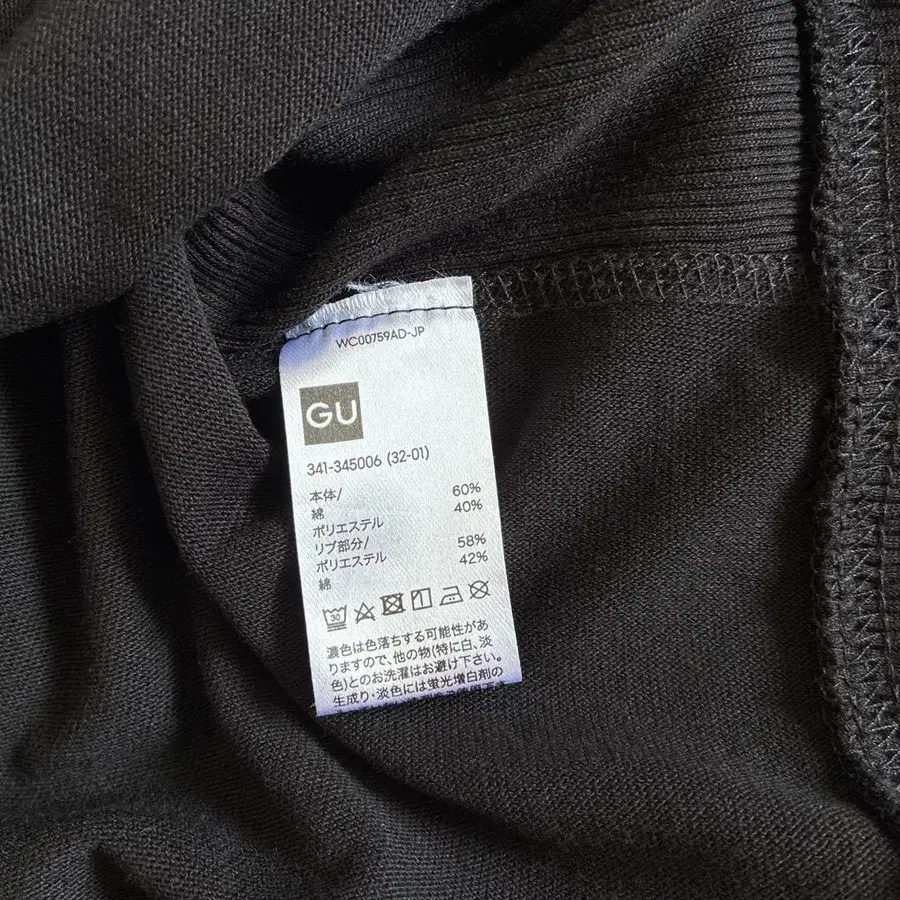 WC00759AD-JP
GU
341-345006 (32-01)
本体/
綿 60%
ポリエステル 40%
リブ部分/
ポリエステル 58%
綿 42%
30
濃色は色落ちする可能性があ
りますので、他の物(特に白、淡
色)とのお洗濯はお避け下さい。
生成り・淡色には蛍光増白剤の